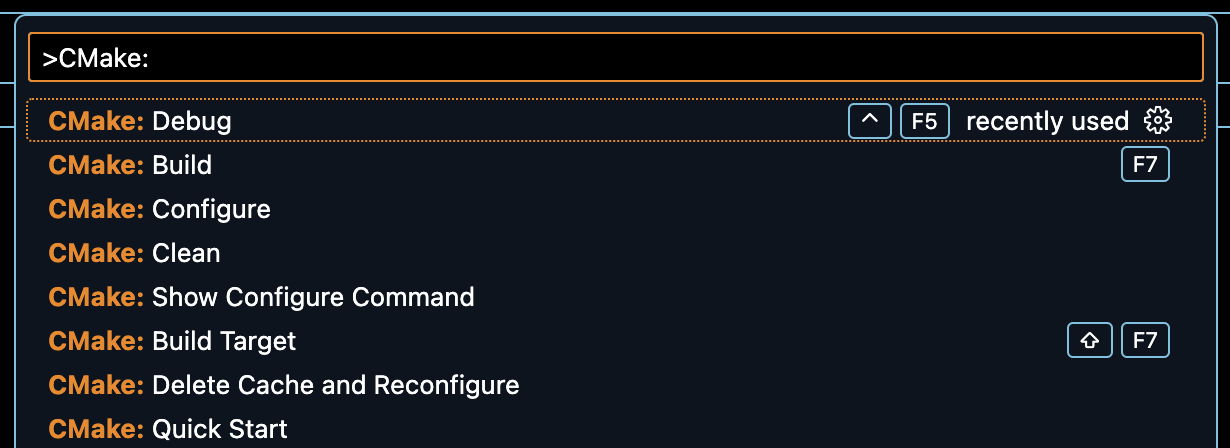 >CMake:
CMake: Debug ^ F5 recently used
CMake: Build F7
CMake: Configure
CMake: Clean
CMake: Show Configure Command
CMake: Build Target ⇧ F7
CMake: Delete Cache and Reconfigure
CMake: Quick Start